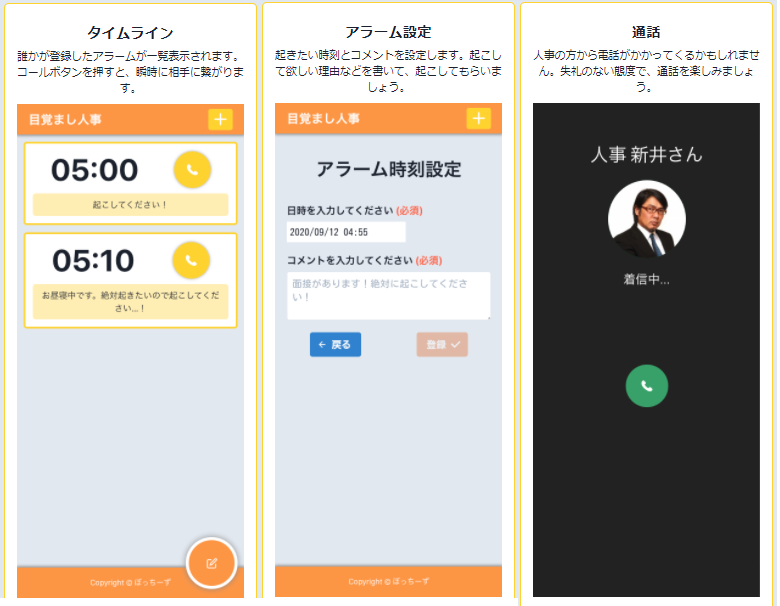 タイムライン
誰かが登録したアラームが一覧表示されます。
コールボタンを押すと、瞬時に相手に繋がりま
す。
目覚まし人事
05:00
起こしてください！
05:10
お昼寝中です。絶対起きたいので起こしてくだ
さい...！
Copyright @ ぼっちーず
アラーム設定
起きたい時刻とコメントを設定します。起こし
て欲しい理由などを書いて、起こしてもらいま
しょう。
目覚まし人事
アラーム時刻設定
日時を入力してください (必須)
2020/09/12 04:55
コメントを入力してください (必須)
面接があります！絶対に起こしてくださ
い！
← 戻る
登録 ✓
Copyright @ ぼっちーず
通話
人事の方から電話がかかってくるかもしれませ
ん。失礼のない態度で、通話を楽しみましょ
う。
人事 新井さん
着信中...